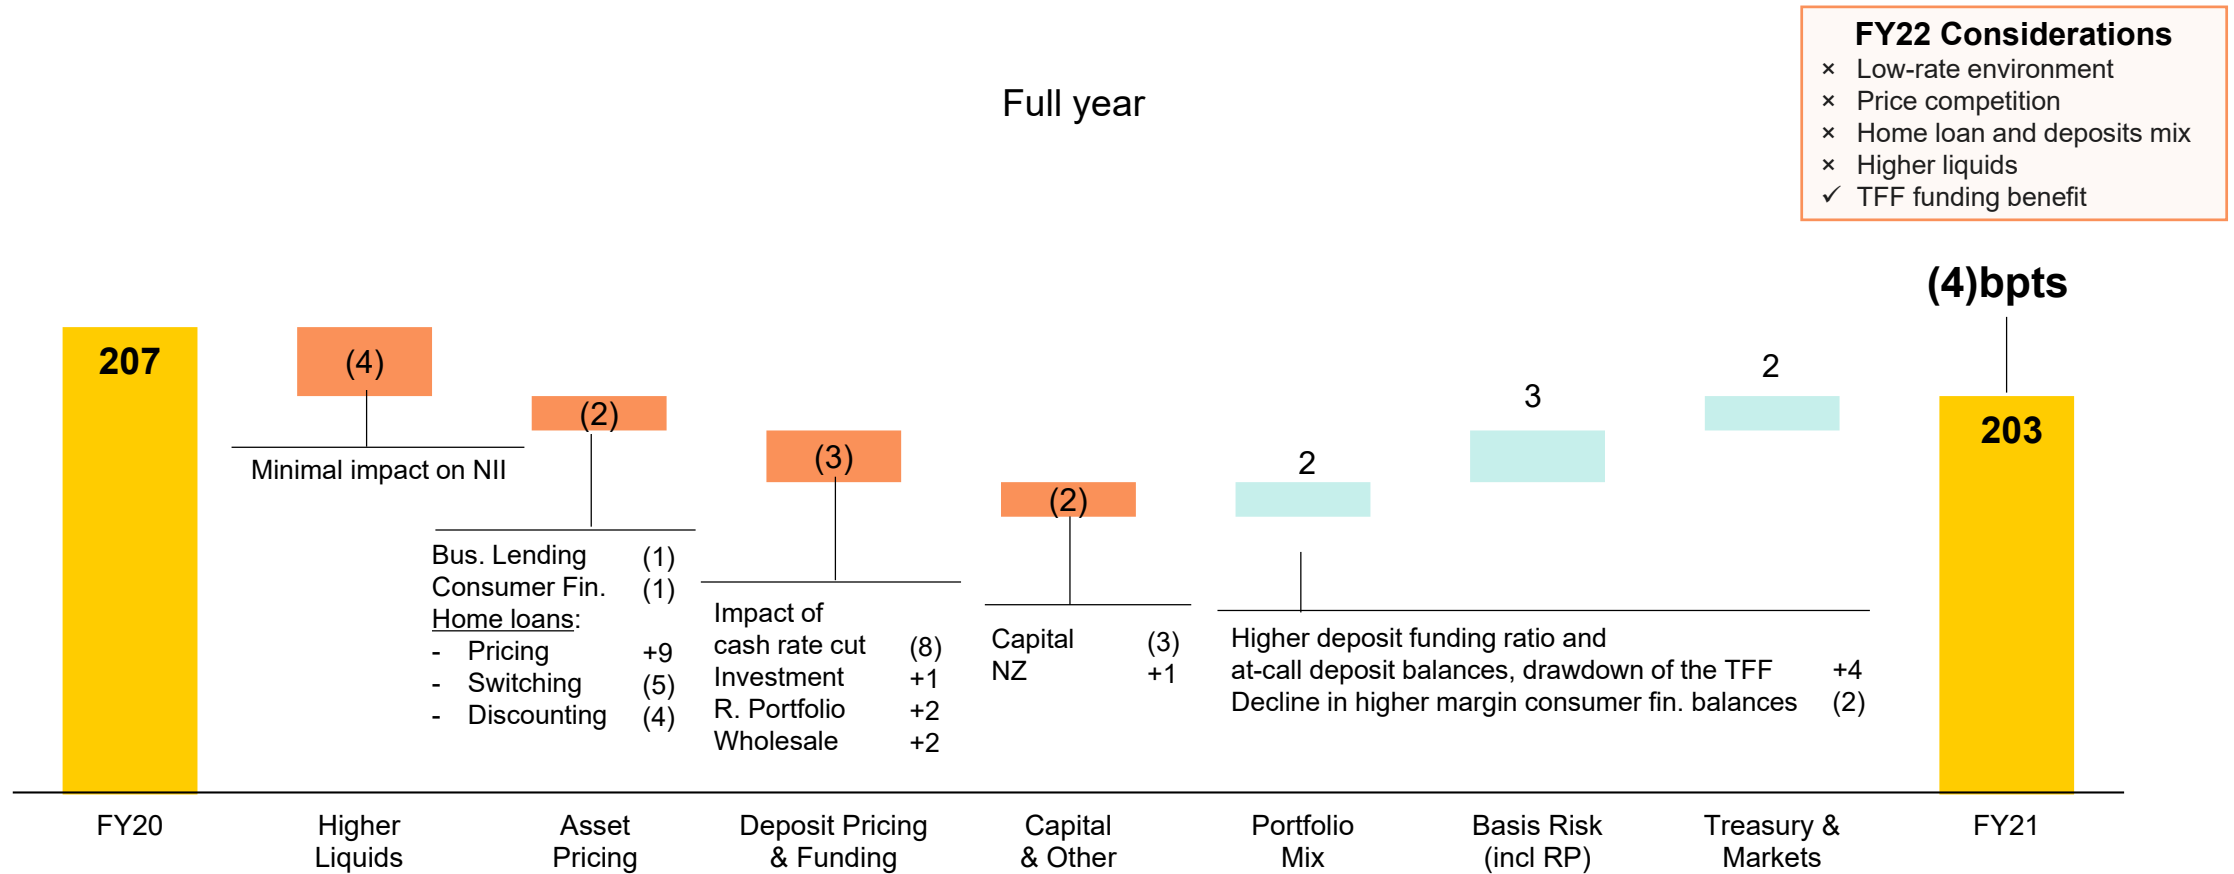 FY22 Considerations
× Low-rate environment
× Price competition
× Home loan and deposits mix
× Higher liquids
✓ TFF funding benefit
Full year
(4)bpts
207
(4)
(2)
(3)
(2)
2
3
2
203
Minimal impact on NII
Bus. Lending (1)
Consumer Fin. (1)
Home loans:
- Pricing +9
- Switching (5)
- Discounting (4)
Impact of
cash rate cut (8)
Investment +1
R. Portfolio +2
Wholesale +2
Capital (3)
NZ +1
Higher deposit funding ratio and
at-call deposit balances, drawdown of the TFF +4
Decline in higher margin consumer fin. balances (2)
FY20
Higher
Liquids
Asset
Pricing
Deposit Pricing
& Funding
Capital
& Other
Portfolio
Mix
Basis Risk
(incl RP)
Treasury &
Markets
FY21